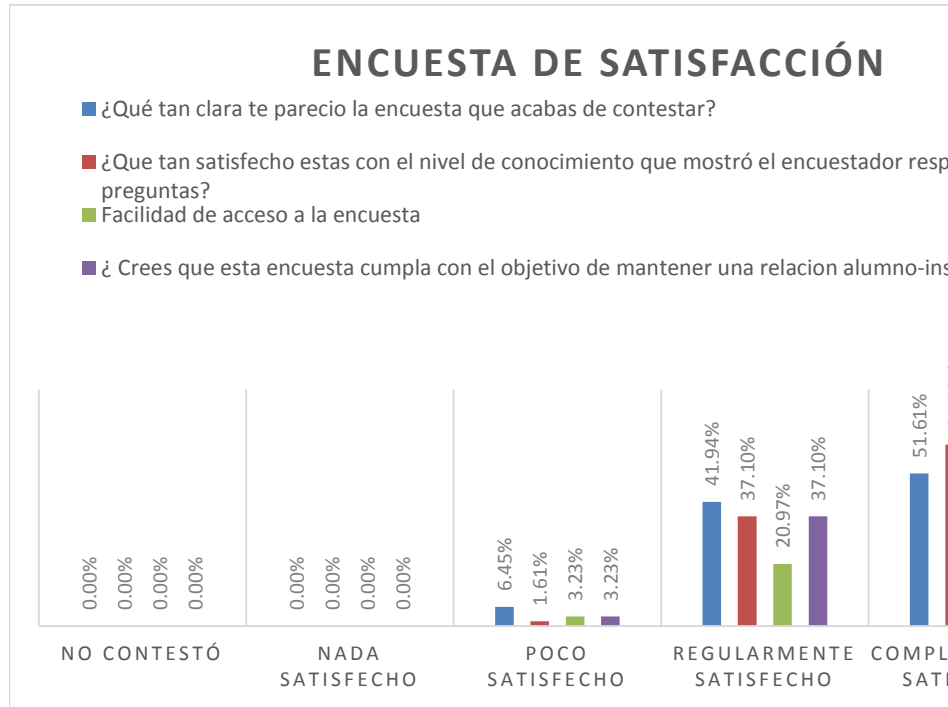 ENCUESTA DE SATISFACCIÓN
¿Qué tan clara te parecio la encuesta que acabas de contestar?
¿Que tan satisfecho estas con el nivel de conocimiento que mostró el encuestador resp
preguntas?
Facilidad de acceso a la encuesta
¿ Crees que esta encuesta cumpla con el objetivo de mantener una relacion alumno-ins
0.00% 0.00% 0.00% 0.00%
0.00% 0.00% 0.00% 0.00%
6.45% 1.61% 3.23% 3.23%
41.94% 37.10% 20.97% 37.10%
51.61%
NO CONTESTÓ
NADA
SATISFECHO
POCO
SATISFECHO
REGULARMENTE
SATISFECHO
COMPL
SATI